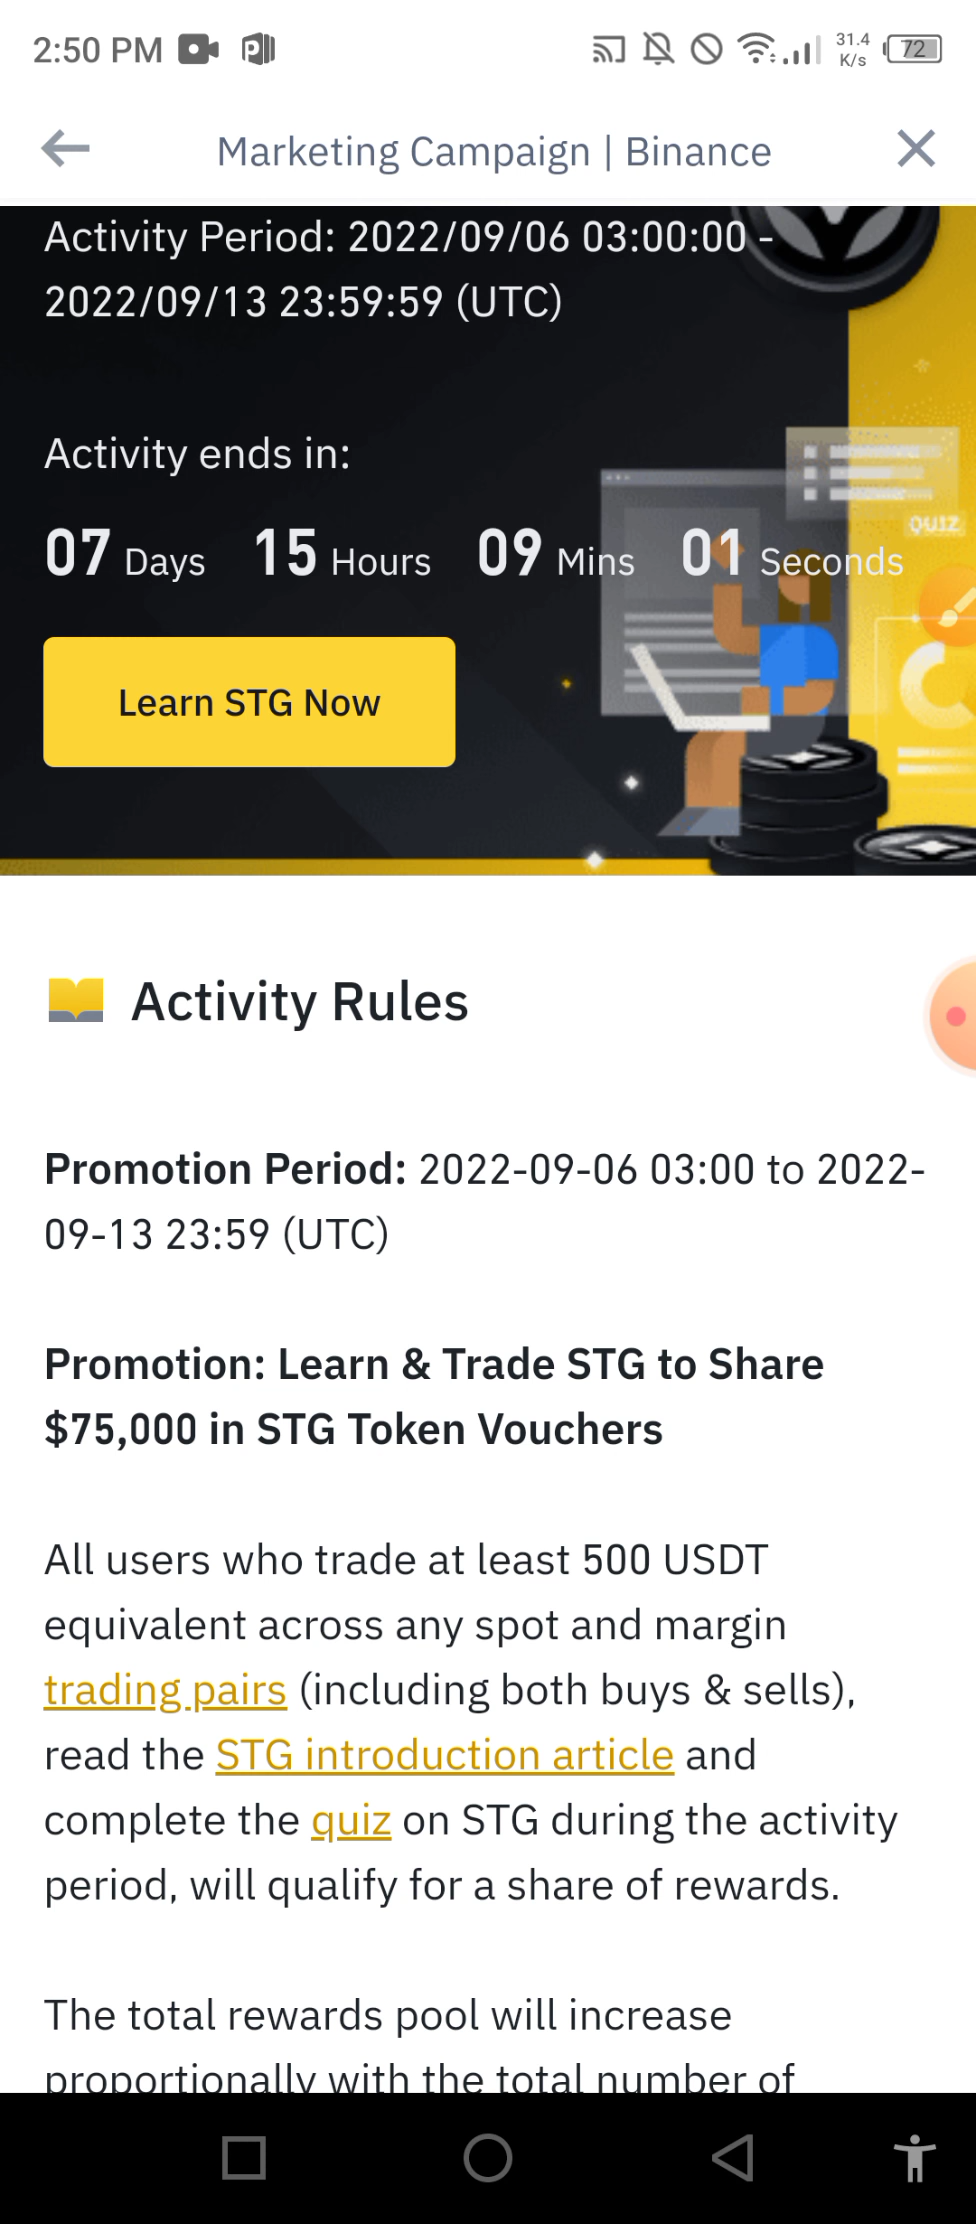 2:50 PM
31.4
K/s
72
Marketing Campaign | Binance
Activity Period: 2022/09/06 03:00:00 -
2022/09/13 23:59:59 (UTC)
Activity ends in:
07 Days 15 Hours 09 Mins 01 Seconds
QUIZ
Learn STG Now
Activity Rules
Promotion Period: 2022-09-06 03:00 to 2022-
09-13 23:59 (UTC)
Promotion: Learn & Trade STG to Share
$75,000 in STG Token Vouchers
All users who trade at least 500 USDT
equivalent across any spot and margin
trading pairs (including both buys & sells),
read the STG introduction article and
complete the quiz on STG during the activity
period, will qualify for a share of rewards.
The total rewards pool will increase
proportionally with the total number of